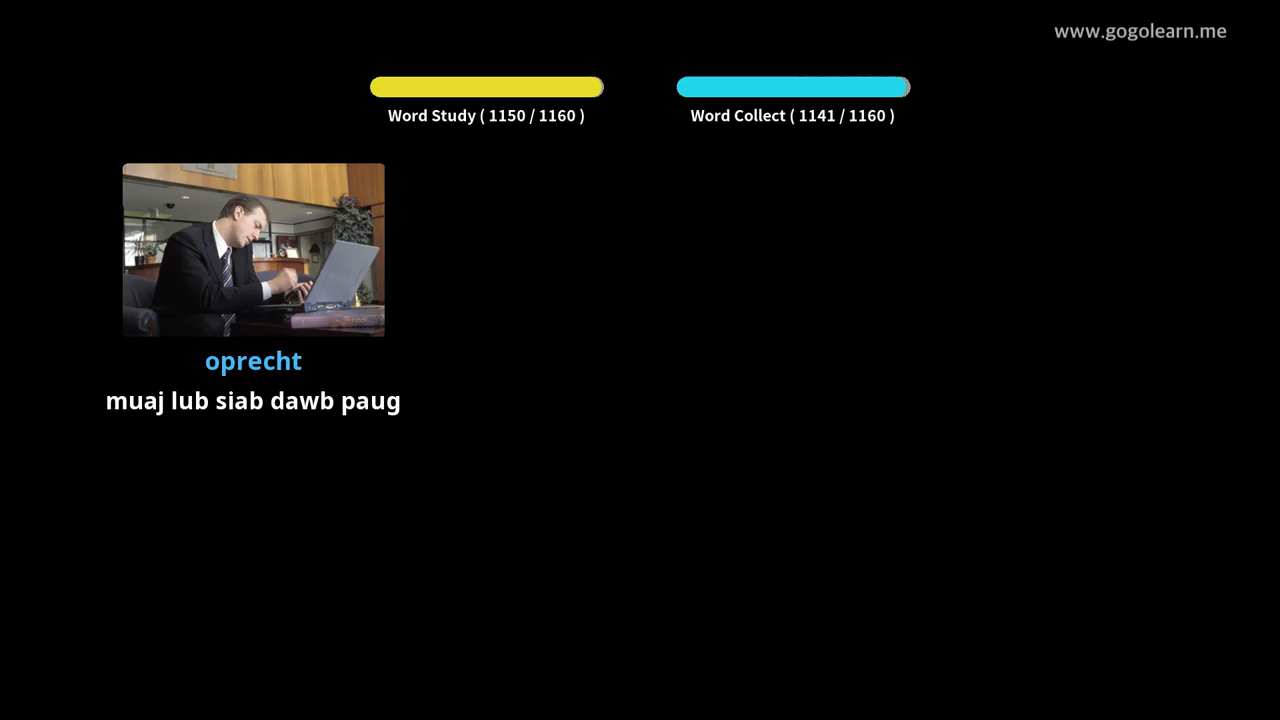 www.gogolearn.me
Word Study ( 1150 / 1160 )
Word Collect ( 1141 / 1160 )
oprecht
muaj lub siab dawb paug